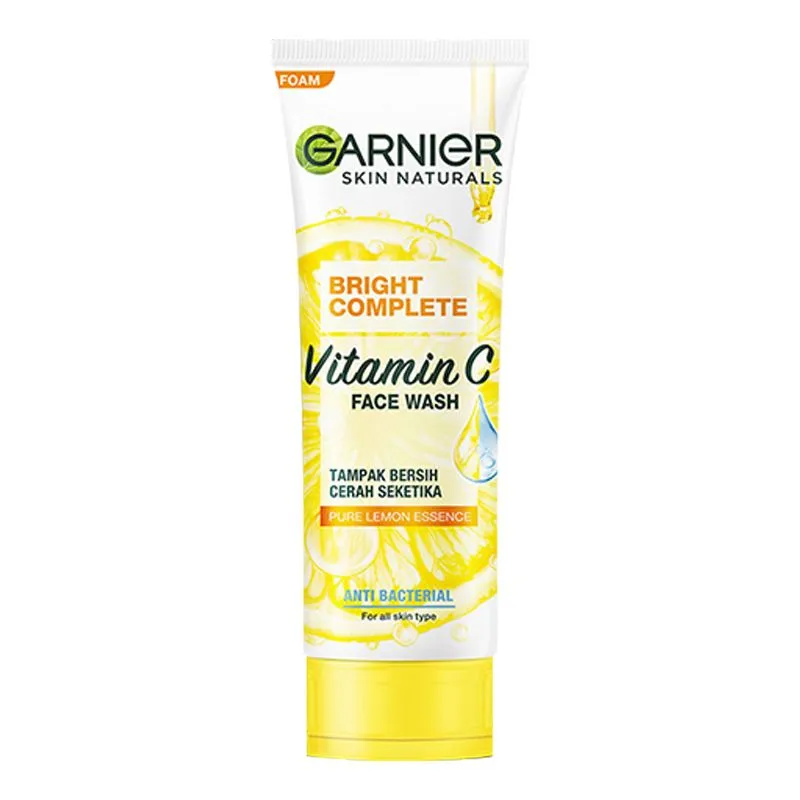 FOAM
GARNIER
SKIN NATURALS
BRIGHT
COMPLETE
Vitamin C
FACE WASH
TAMPAK BERSIH
CERAH SEKETIKA
PURE LEMON ESSENCE
ANTI BACTERIAL
For all skin type